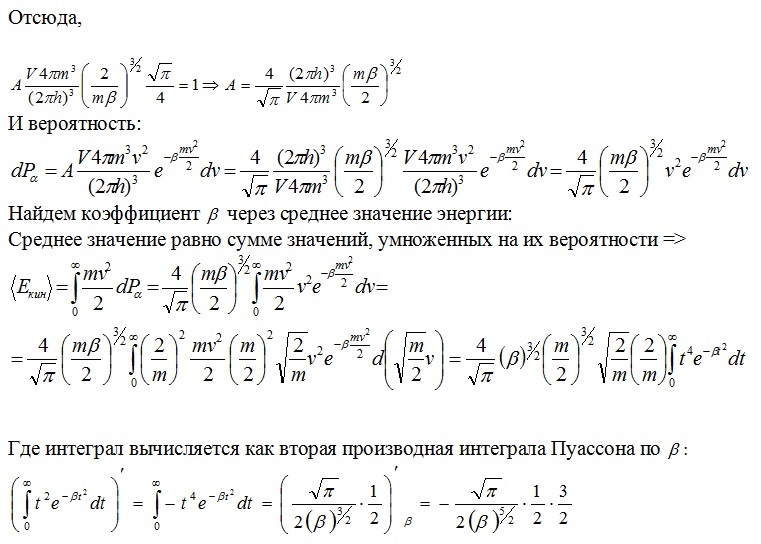 Отсюда,
A \frac{V4\pi m^3}{(2\pi h)^3} \left(\frac{2}{m\beta}\right)^{3/2} \frac{\sqrt{\pi}}{4} = 1 \Rightarrow A = \frac{4}{\sqrt{\pi}} \frac{(2\pi h)^3}{V4\pi m^3} \left(\frac{m\beta}{2}\right)^{3/2}
И вероятность:
dP_\alpha = A \frac{V4\pi m^3 v^2}{(2\pi h)^3} e^{-\beta\frac{mv^2}{2}} dv = \frac{4}{\sqrt{\pi}} \frac{(2\pi h)^3}{V4\pi m^3} \left(\frac{m\beta}{2}\right)^{3/2} \frac{V4\pi m^3 v^2}{(2\pi h)^3} e^{-\beta\frac{mv^2}{2}} dv = \frac{4}{\sqrt{\pi}} \left(\frac{m\beta}{2}\right)^{3/2} v^2 e^{-\beta\frac{mv^2}{2}} dv
Найдем коэффициент β через среднее значение энергии:
Среднее значение равно сумме значений, умноженных на их вероятности =>
\langle E_{кин} \rangle = \int_0^\infty \frac{mv^2}{2} dP_\alpha = \frac{4}{\sqrt{\pi}} \left(\frac{m\beta}{2}\right)^{3/2} \int_0^\infty \frac{mv^2}{2} v^2 e^{-\beta\frac{mv^2}{2}} dv =
= \frac{4}{\sqrt{\pi}} \left(\frac{m\beta}{2}\right)^{3/2} \int_0^\infty \left(\frac{2}{m}\right)^2 \frac{mv^2}{2} \left(\frac{m}{2}\right)^2 \sqrt{\frac{2}{m}} v^2 e^{-\beta\frac{mv^2}{2}} d\left(\sqrt{\frac{m}{2}} v\right) = \frac{4}{\sqrt{\pi}} (\beta)^{3/2} \left(\frac{m}{2}\right)^{3/2} \sqrt{\frac{2}{m}} \left(\frac{2}{m}\right) \int_0^\infty t^4 e^{-\beta t^2} dt
Где интеграл вычисляется как вторая производная интеграла Пуассона по β:
\left(\int_0^\infty t^2 e^{-\beta t^2} dt\right)' = \int_0^\infty -t^4 e^{-\beta t^2} dt = \left(\frac{\sqrt{\pi}}{2(\beta)^{3/2}} \cdot \frac{1}{2}\right)'_\beta = -\frac{\sqrt{\pi}}{2(\beta)^{5/2}} \cdot \frac{1}{2} \cdot \frac{3}{2}